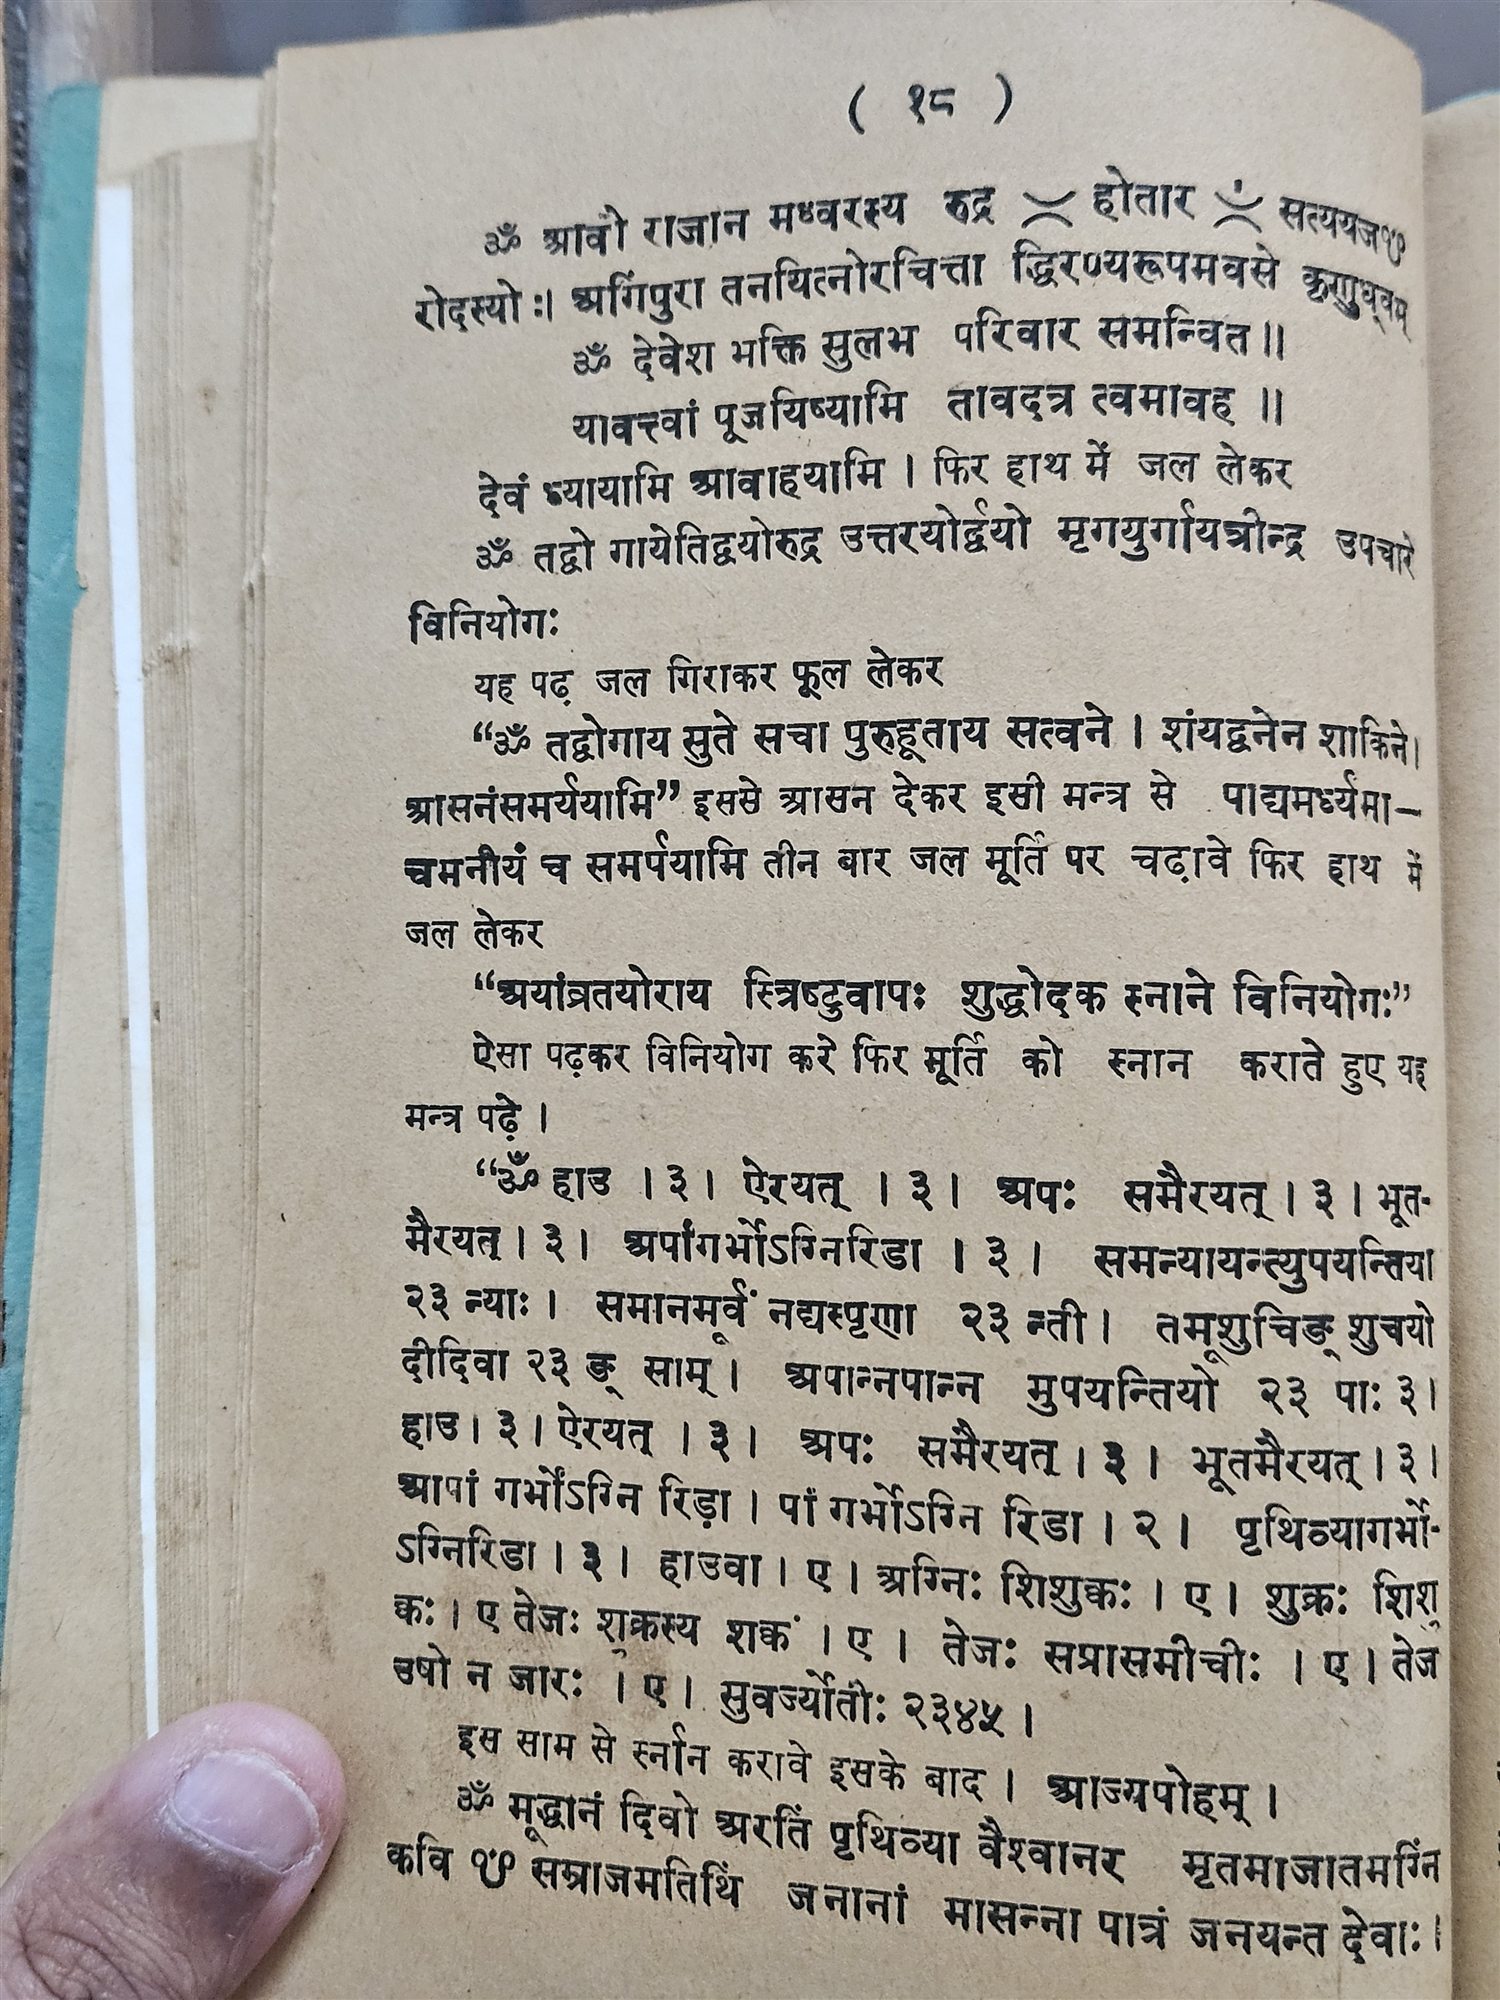 ( १८ )
ॐ आवो राजान मध्वरस्य रुद्र होतार सत्ययजꣳ
रोदस्योः। अगिंपुरा तनयित्नोरचित्ता द्धिरण्यरूपमवसे कृणुध्वम्
ॐ देवेश भक्ति सुलभ परिवार समन्वित॥
यावत्त्वां पूजयिष्यामि तावदत्र त्वमावह ॥
देवं ध्यायामि आवाहयामि । फिर हाथ में जल लेकर
ॐ तद्वो गायेतिद्वयोरुद्र उत्तरयोर्द्वयो मृगयुर्गायत्रीन्द्र उपचारे
विनियोगः
यह पढ़ जल गिराकर फूल लेकर
“ॐ तद्वोगाय सुते सचा पुरुहूताय सत्वने । शंयद्वनेन शाकिने।
आसनंसमर्ययामि” इससे आसन देकर इसी मन्त्र से पाद्यमर्ध्यमा–
चमनीयं च समर्पयामि तीन बार जल मूर्ति पर चढ़ावे फिर हाथ में
जल लेकर
“अयांव्रतयोराय स्त्रिष्टुवापः शुद्धोदक स्नाने विनियोगः”
ऐसा पढ़कर विनियोग करे फिर मूर्ति को स्नान कराते हुए यह
मन्त्र पढ़े ।
“ॐ हाउ । ३। ऐरयत् । ३। अपः समैरयत् । ३ । भूत-
मैरयत् । ३। अपांगर्भोऽग्निरिडा । ३ । समन्यायन्त्युपयन्तिया
२३ न्याः । समानमूर्वं नद्यस्पृणा २३ न्ती । तमूशुचिङ् शुचयो
दीदिवा २३ ङ् साम् । अपान्नपान्न मुपयन्तियो २३ पाः ३।
हाउ । ३। ऐरयत् । ३। अपः समैरयत् । ३ । भूतमैरयत् । ३।
आपां गर्भोंऽग्नि रिड़ा । पां गर्भोऽग्नि रिडा । २ । पृथिव्यागर्भो-
ऽग्निरिडा । ३। हाउवा । ए । अग्निः शिशुक्कः । ए । शुक्रः शिशु
क्कः । ए तेजः शुक्रस्य शक्कं । ए । तेजः सप्रासमीचीः । ए । तेज
उषो न जारः । ए । सुवर्ज्योतीः २३४५ ।
इस साम से र्स्नान करावे इसके बाद । आज्यपोहम् ।
ॐ मूद्धानं दिवो अरतिं पृथिव्या वैश्वानर मृतमाजातमग्निं
कवि ꣳ सम्राजमतिथिं जनानां मासन्ना पात्रं जनयन्त देवाः ।